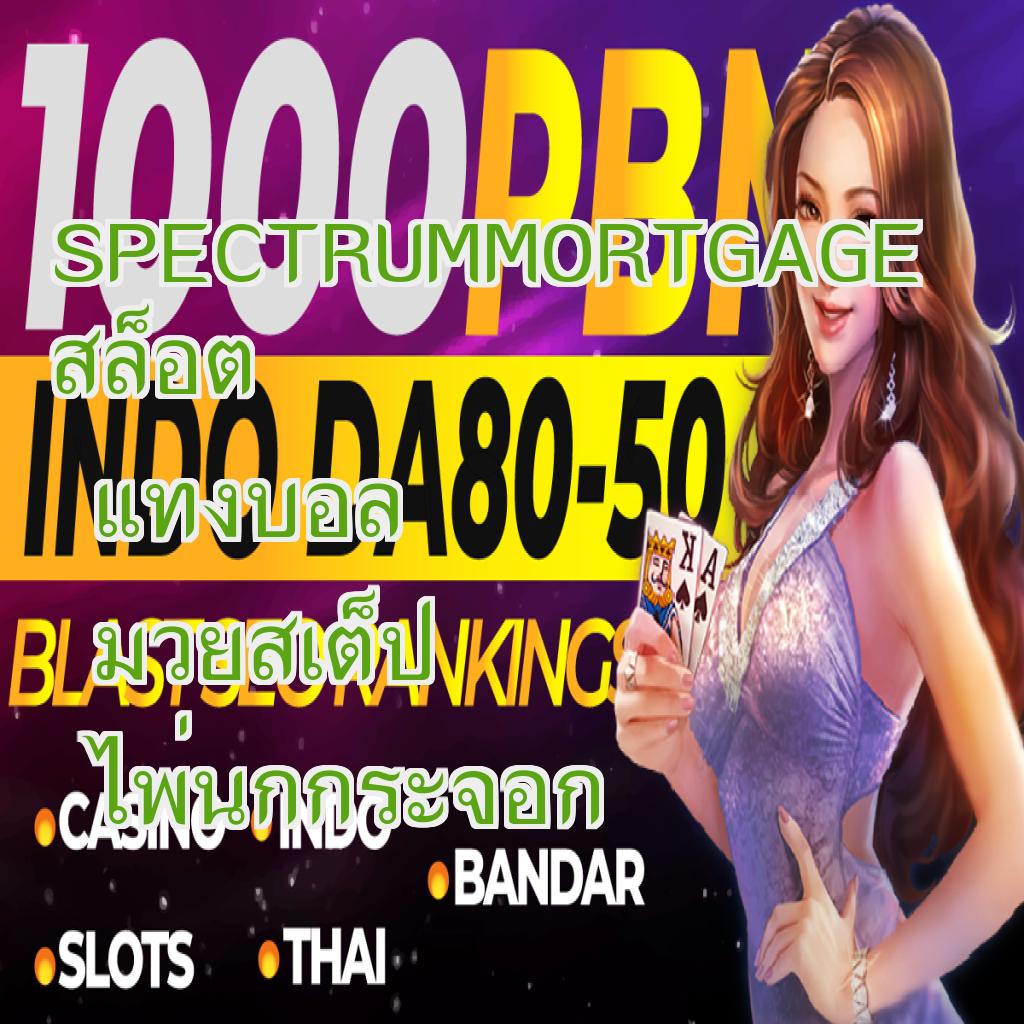 1000PBN
SPECTRUMMORTGAGE
สล็อต
INDO DA80-50
แทงบอล
มวยสเต็ป
BLAST SEO RANKINGS
ไพ่นกกระจอก
•CASINO •INDO
•BANDAR
•SLOTS •THAI
K A